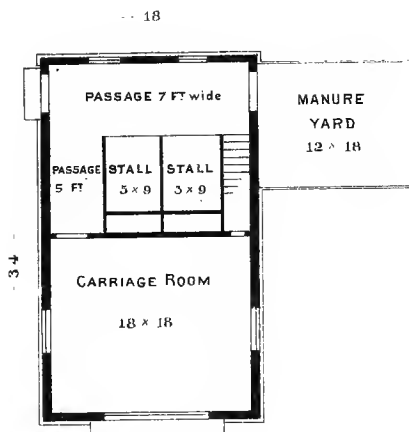 18
PASSAGE 7 FT wide
MANURE
YARD
12 × 18
PASSAGE
5 FT
STALL
5 × 9
STALL
5 × 9
34
CARRIAGE ROOM
18 × 18